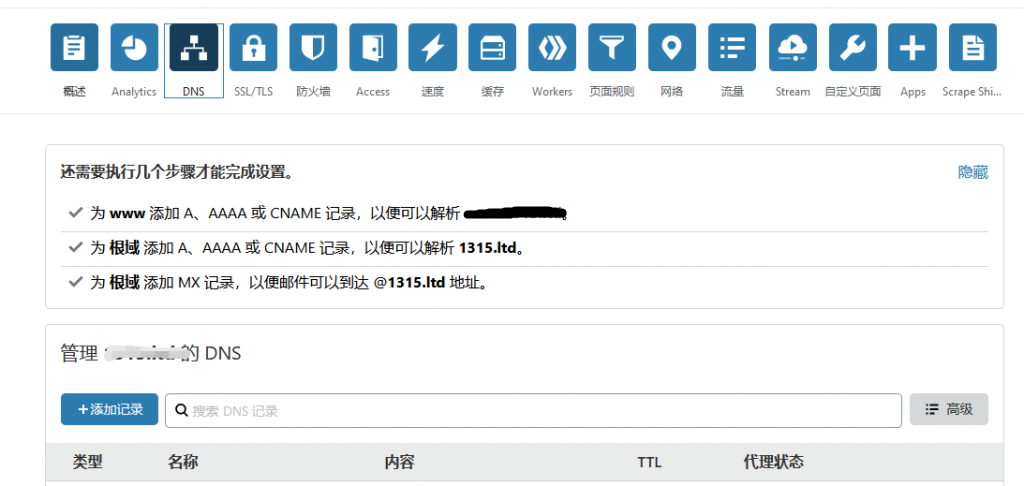 概述 Analytics DNS SSL/TLS 防火墙 Access 速度 缓存 Workers 页面规则 网络 流量 Stream 自定义页面 Apps Scrape Shi...
还需要执行几个步骤才能完成设置。 隐藏
为 www 添加 A、AAAA 或 CNAME 记录，以便可以解析
为 根域 添加 A、AAAA 或 CNAME 记录，以便可以解析 1315.ltd。
为 根域 添加 MX 记录，以便邮件可以到达 @1315.ltd 地址。
管理 的 DNS
+添加记录 搜索 DNS 记录 高级
类型 名称 内容 TTL 代理状态